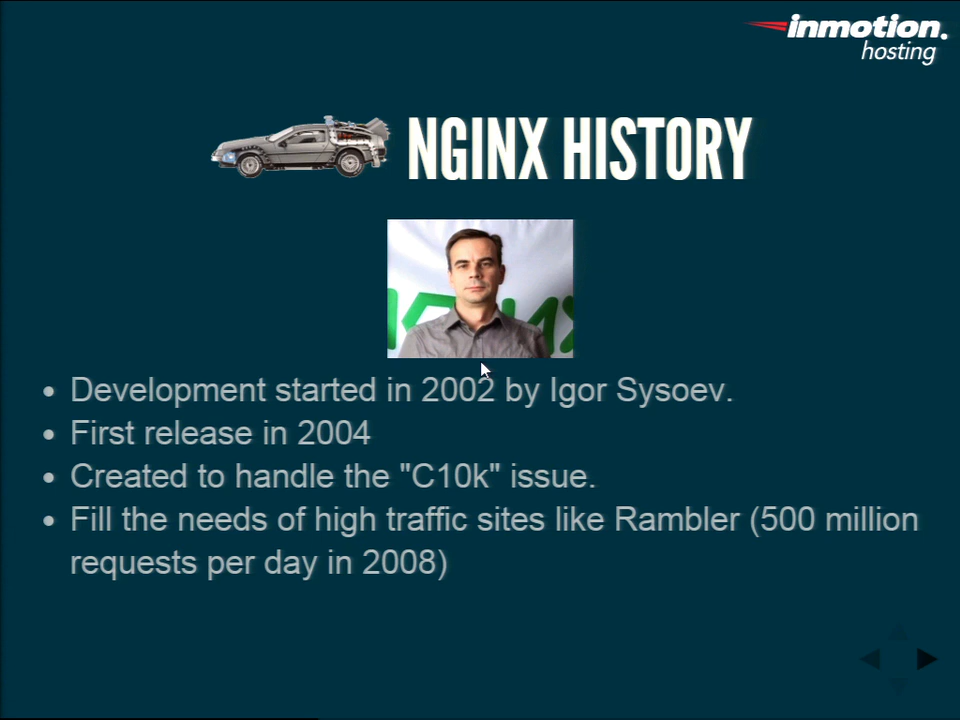 inmotion.
hosting
NGINX HISTORY
Development started in 2002 by Igor Sysoev.
First release in 2004
Created to handle the "C10k" issue.
Fill the needs of high traffic sites like Rambler (500 million
requests per day in 2008)